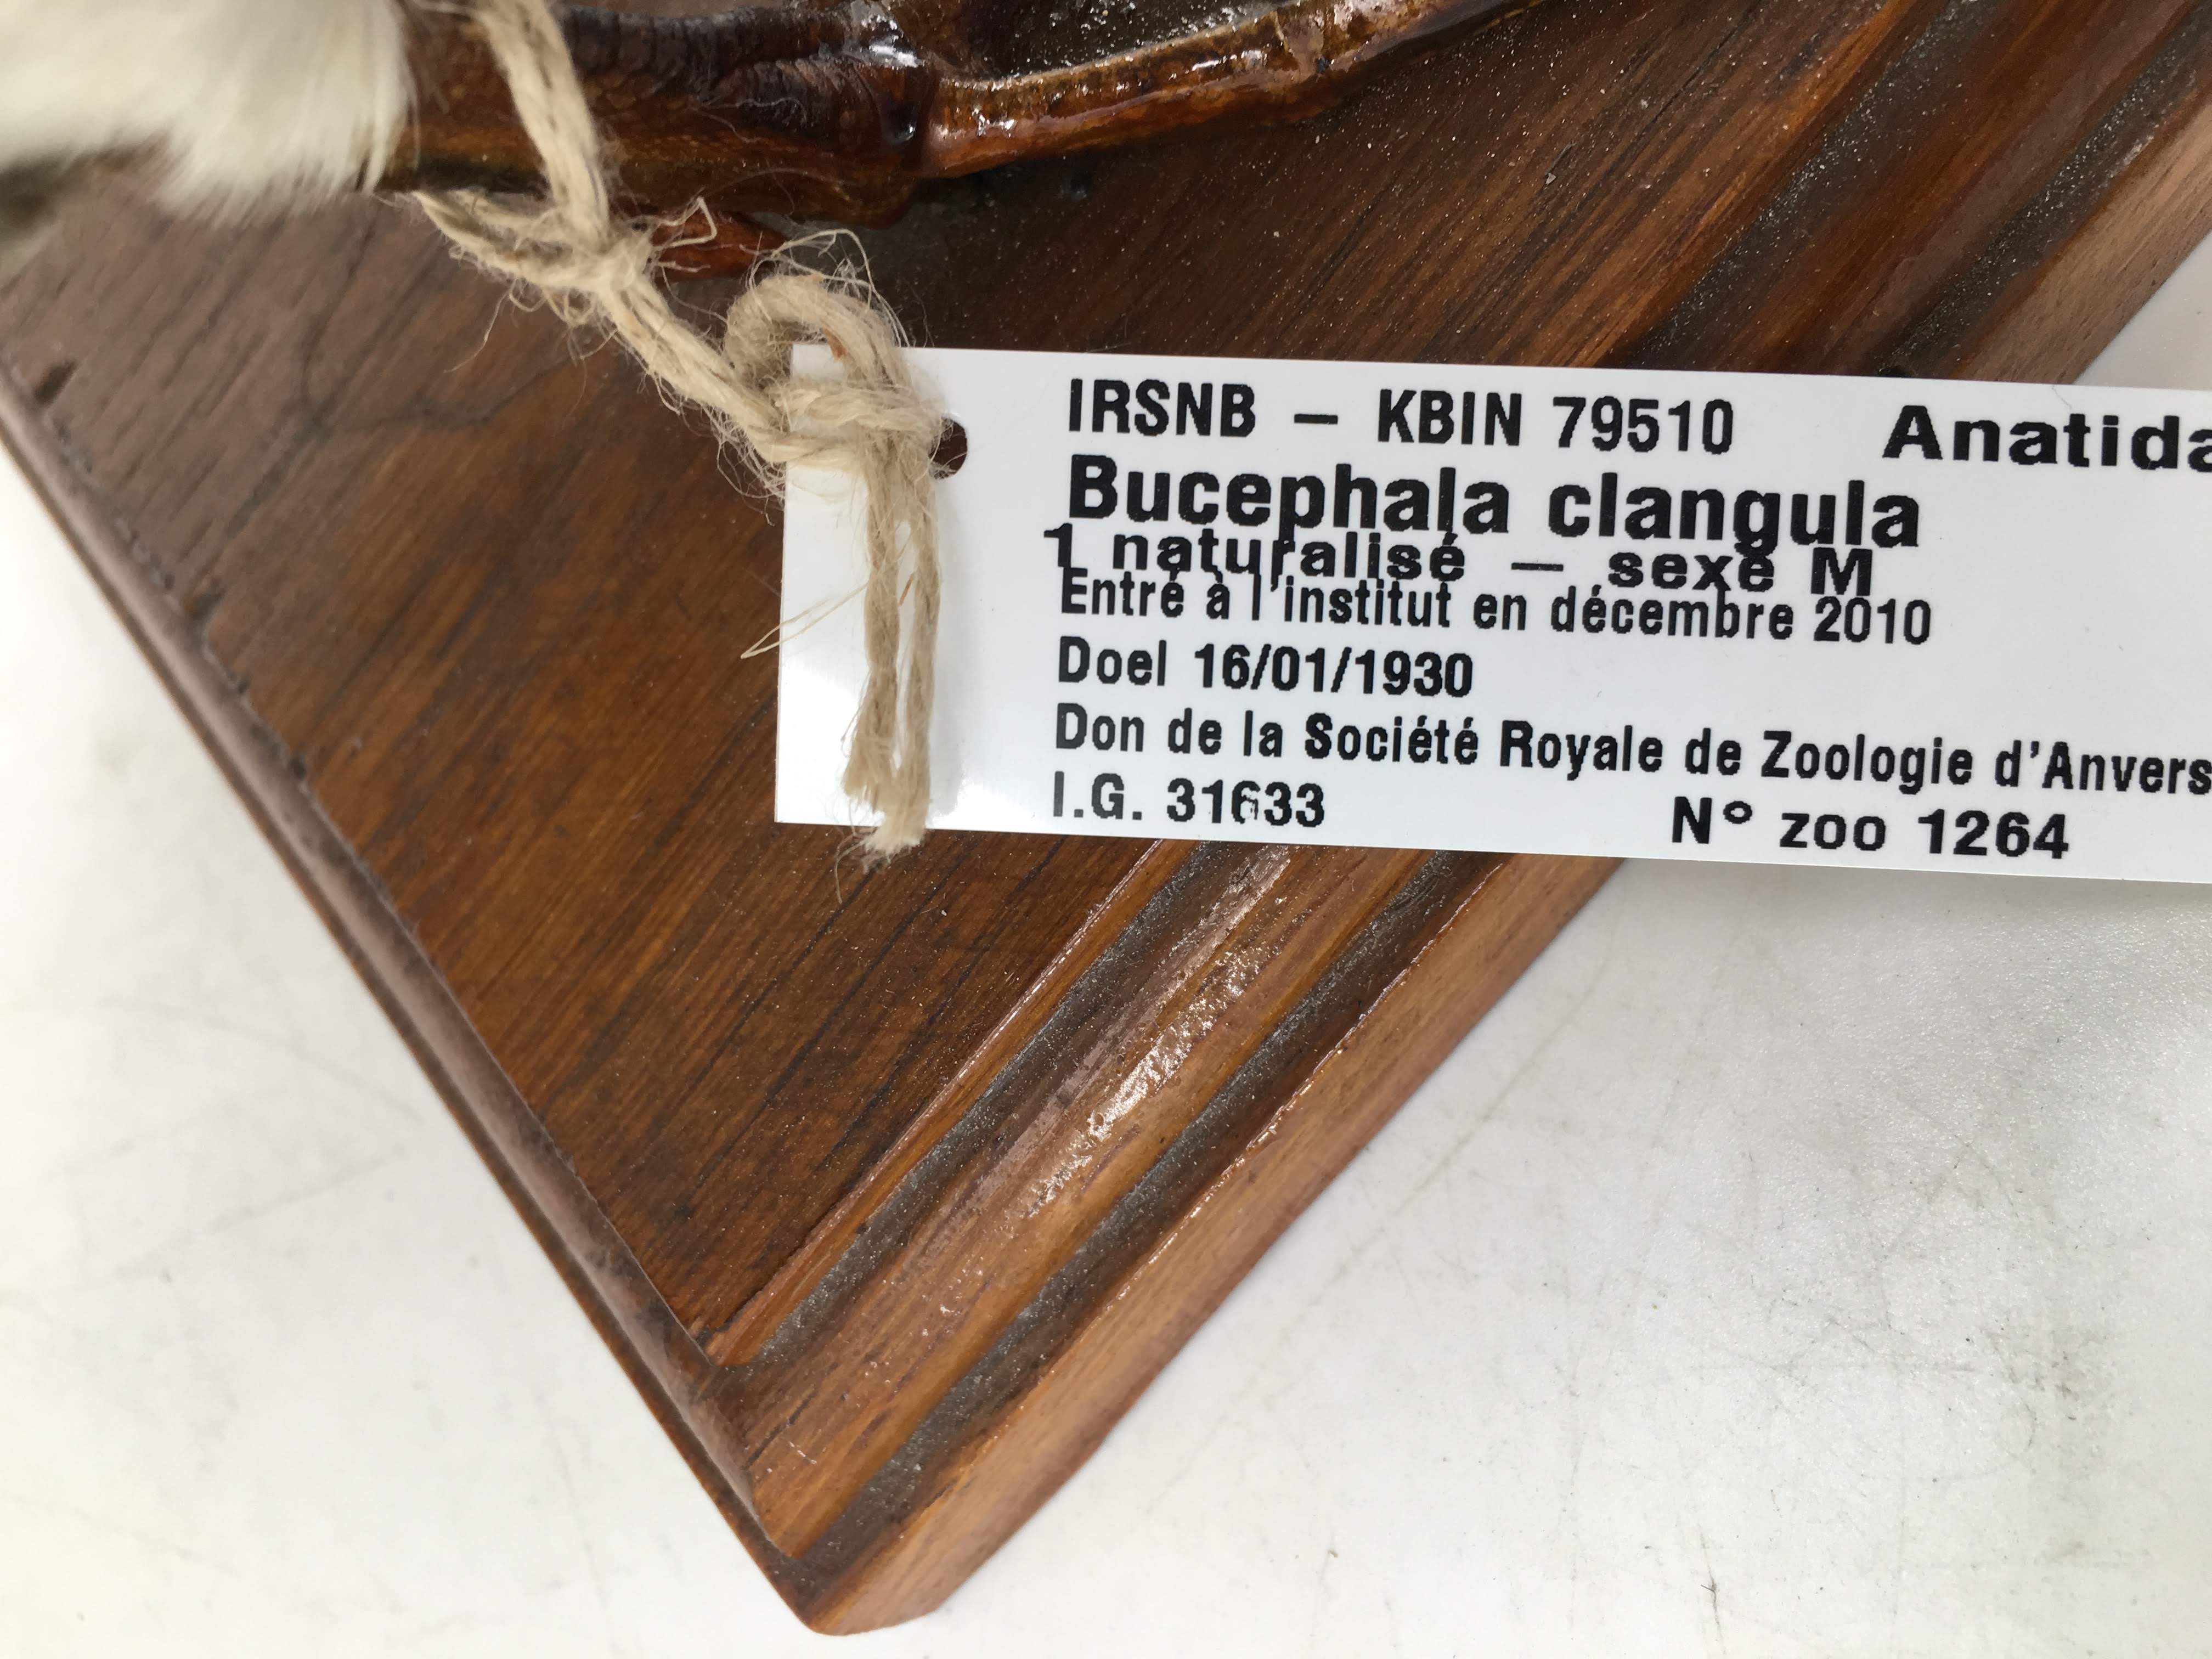 IRSNB – KBIN 79510 Anatida
Bucephala clangula
1 naturalisé – sexe M
Entré à l'institut en décembre 2010
Doel 16/01/1930
Don de la Société Royale de Zoologie d'Anvers
I.G. 31633 N° zoo 1264